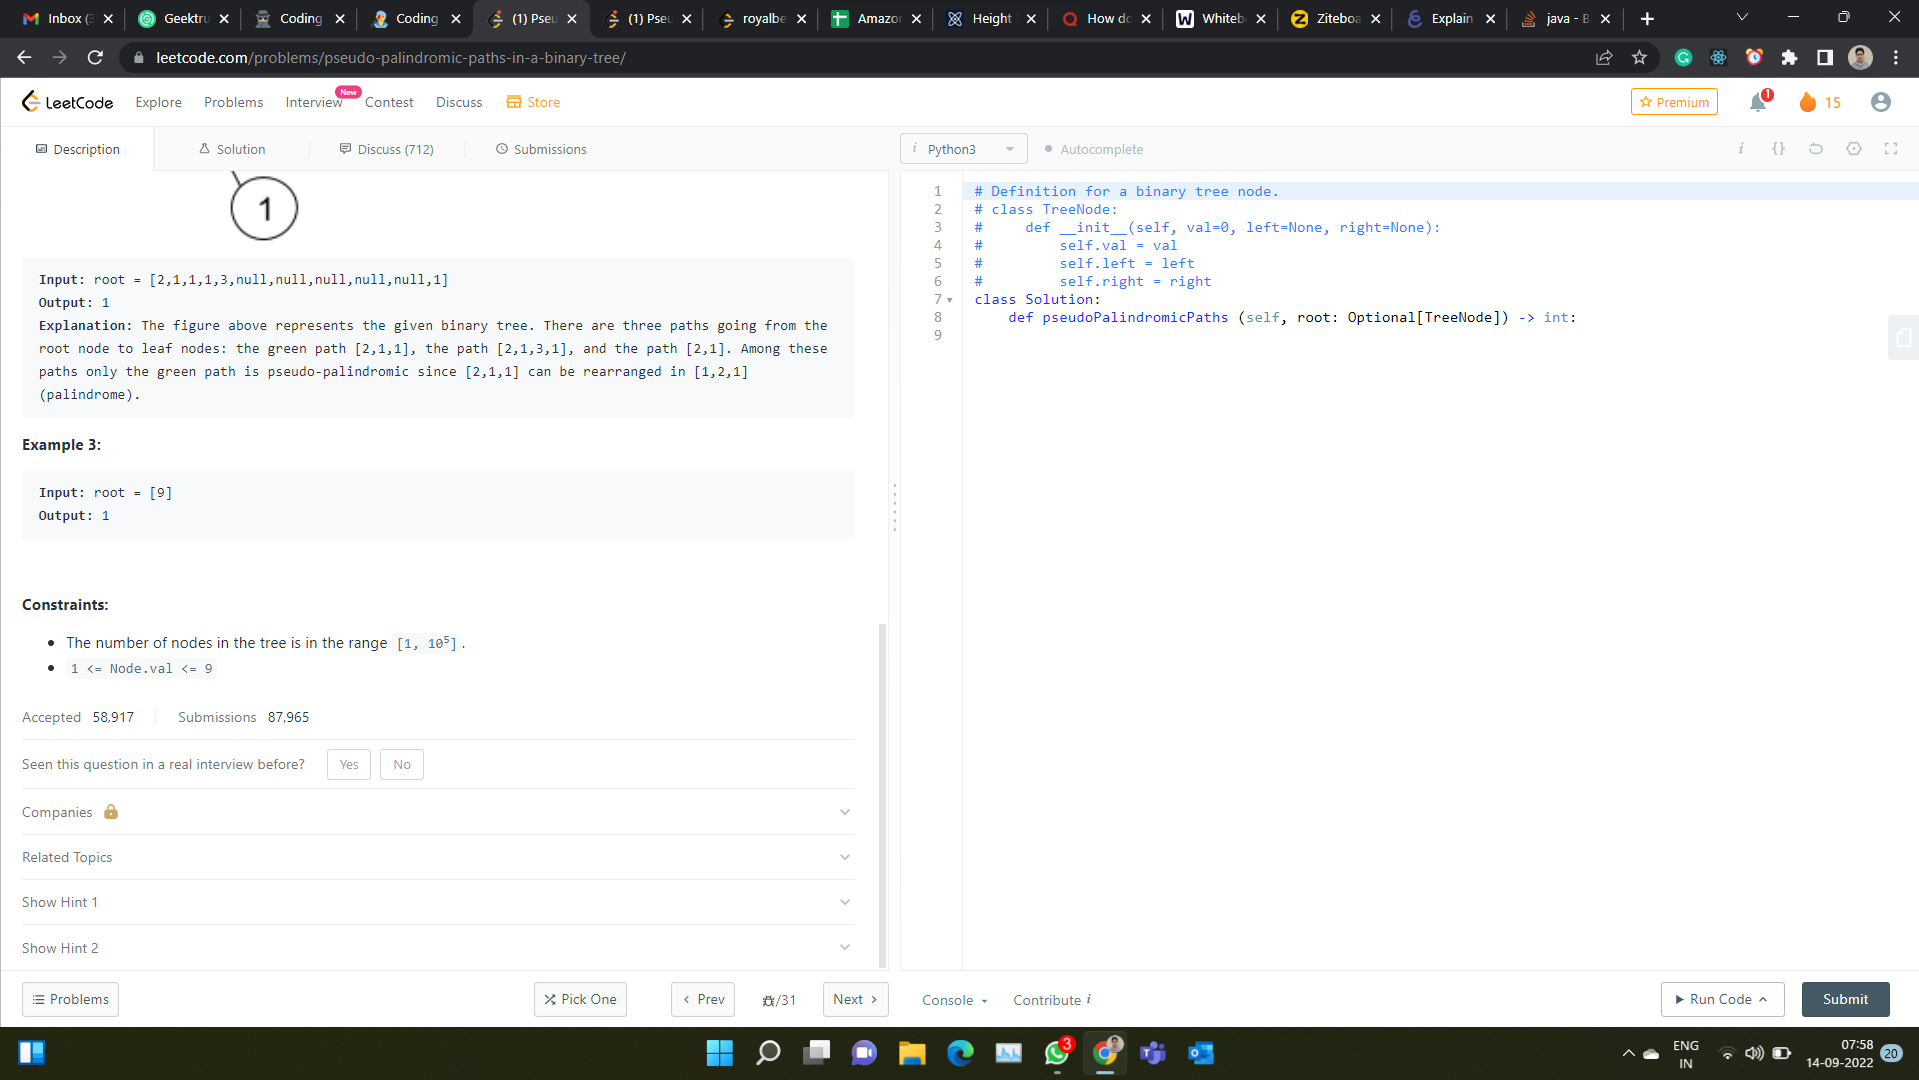 Inbox (3
Geektru
Coding
Coding
(1) Pseu
(1) Pseu
royalbe
Amazon
Height
How do
Whiteb
Ziteboa
Explain
java - B
leetcode.com/problems/pseudo-palindromic-paths-in-a-binary-tree/
LeetCode
Explore
Problems
Interview
New
Contest
Discuss
Store
Premium
1
15
Description
Solution
Discuss (712)
Submissions
i Python3
Autocomplete
i {}
1
Input: root = [2,1,1,1,3,null,null,null,null,null,1]
Output: 1
Explanation: The figure above represents the given binary tree. There are three paths going from the
root node to leaf nodes: the green path [2,1,1], the path [2,1,3,1], and the path [2,1]. Among these
paths only the green path is pseudo-palindromic since [2,1,1] can be rearranged in [1,2,1]
(palindrome).
Example 3:
Input: root = [9]
Output: 1
Constraints:
The number of nodes in the tree is in the range [1, 10⁵].
1 <= Node.val <= 9
Accepted 58,917
Submissions 87,965
Seen this question in a real interview before?
Yes
No
Companies
Related Topics
Show Hint 1
Show Hint 2
1 # Definition for a binary tree node.
2 # class TreeNode:
3 #     def __init__(self, val=0, left=None, right=None):
4 #         self.val = val
5 #         self.left = left
6 #         self.right = right
7 class Solution:
8     def pseudoPalindromicPaths (self, root: Optional[TreeNode]) -> int:
9
Problems
Pick One
Prev
/31
Next
Console
Contribute i
Run Code
Submit
3
ENG
IN
07:58
14-09-2022
20